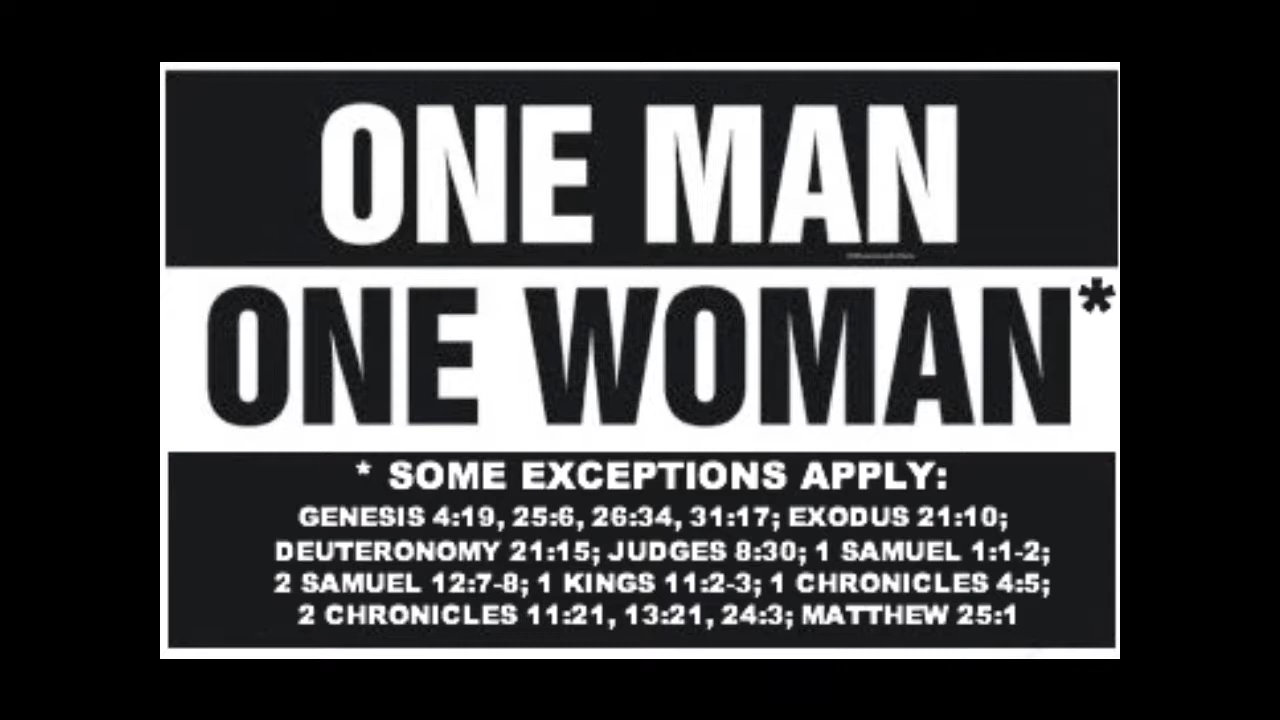 ONE MAN
ONE WOMAN*
* SOME EXCEPTIONS APPLY:
GENESIS 4:19, 25:6, 26:34, 31:17; EXODUS 21:10;
DEUTERONOMY 21:15; JUDGES 8:30; 1 SAMUEL 1:1-2;
2 SAMUEL 12:7-8; 1 KINGS 11:2-3; 1 CHRONICLES 4:5;
2 CHRONICLES 11:21, 13:21, 24:3; MATTHEW 25:1